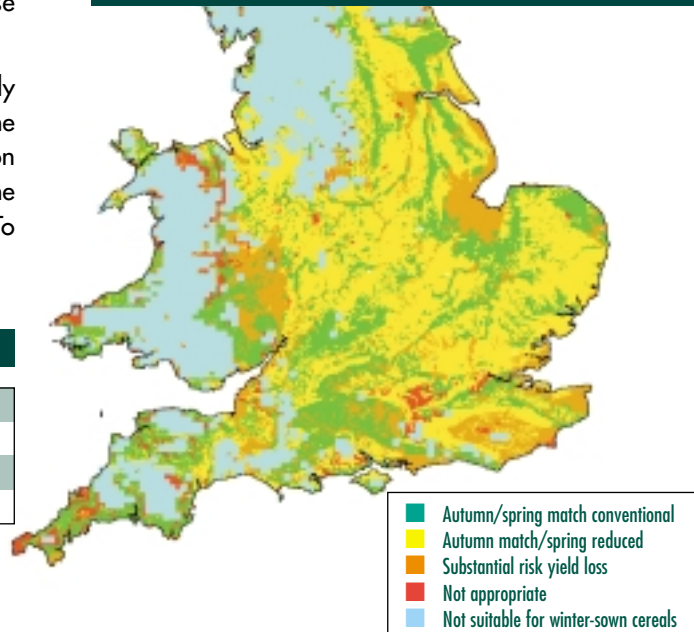 To
Autumn/spring match conventional
Autumn match/spring reduced
Substantial risk yield loss
Not appropriate
Not suitable for winter-sown cereals